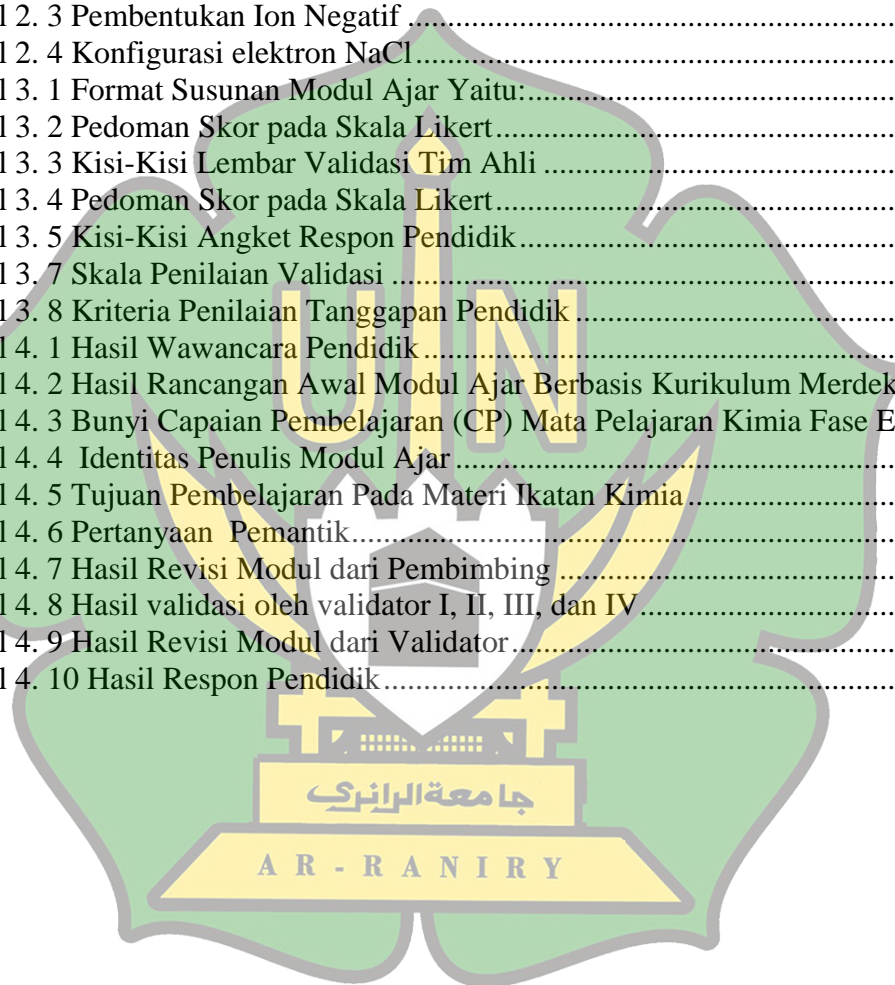 l 2. 3 Pembentukan Ion Negatif ........................................................................
l 2. 4 Konfigurasi elektron NaCl........................................................................
l 3. 1 Format Susunan Modul Ajar Yaitu:........................................................
l 3. 2 Pedoman Skor pada Skala Likert............................................................
l 3. 3 Kisi-Kisi Lembar Validasi Tim Ahli ......................................................
l 3. 4 Pedoman Skor pada Skala Likert............................................................
l 3. 5 Kisi-Kisi Angket Respon Pendidik.........................................................
l 3. 7 Skala Penilaian Validasi ........................................................................
l 3. 8 Kriteria Penilaian Tanggapan Pendidik .................................................
l 4. 1 Hasil Wawancara Pendidik.....................................................................
l 4. 2 Hasil Rancangan Awal Modul Ajar Berbasis Kurikulum Merdek
l 4. 3 Bunyi Capaian Pembelajaran (CP) Mata Pelajaran Kimia Fase E
l 4. 4  Identitas Penulis Modul Ajar ................................................................
l 4. 5 Tujuan Pembelajaran Pada Materi Ikatan Kimia ...................................
l 4. 6 Pertanyaan  Pemantik..............................................................................
l 4. 7 Hasil Revisi Modul dari Pembimbing ....................................................
l 4. 8 Hasil validasi oleh validator I, II, III, dan IV.........................................
l 4. 9 Hasil Revisi Modul dari Validator..........................................................
l 4. 10 Hasil Respon Pendidik..........................................................................
UIN
جامعة الرانري
AR-RANIRY